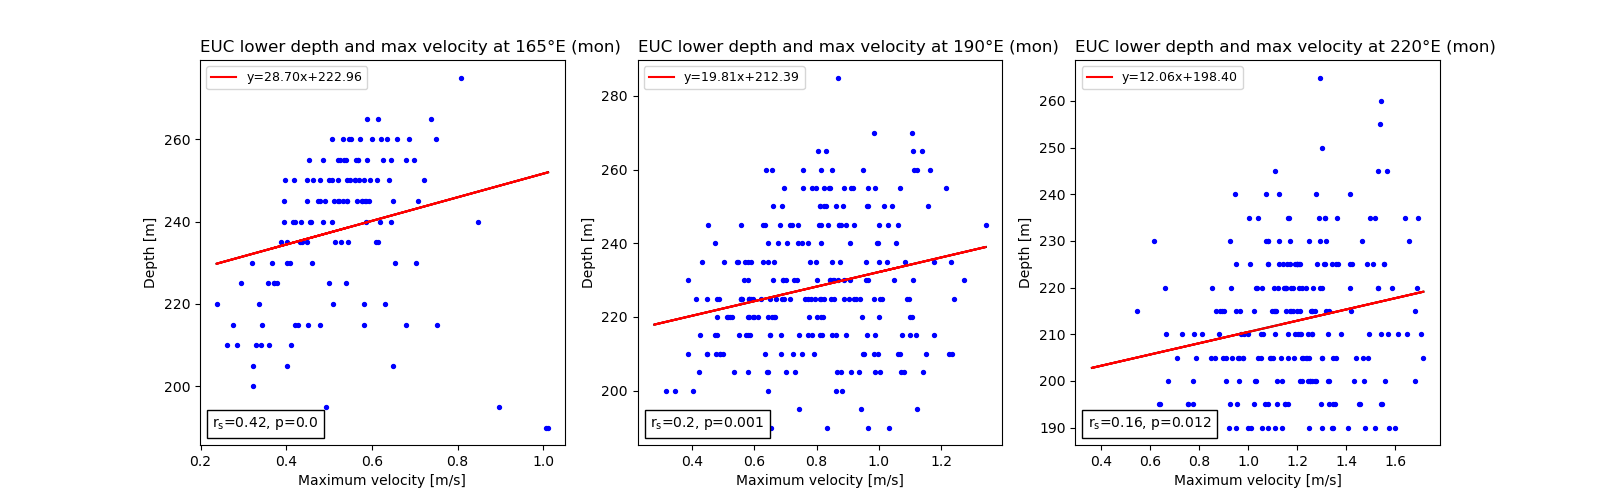 EUC lower depth and max velocity at 165°E (mon)
y=28.70x+222.96
260
240
220
200
Depth [m]
r_s=0.42, p=0.0
0.2 0.4 0.6 0.8 1.0
Maximum velocity [m/s]
EUC lower depth and max velocity at 190°E (mon)
y=19.81x+212.39
280
260
240
220
200
Depth [m]
r_s=0.2, p=0.001
0.4 0.6 0.8 1.0 1.2
Maximum velocity [m/s]
EUC lower depth and max velocity at 220°E (mon)
y=12.06x+198.40
260
250
240
230
220
210
200
190
Depth [m]
r_s=0.16, p=0.012
0.4 0.6 0.8 1.0 1.2 1.4 1.6
Maximum velocity [m/s]